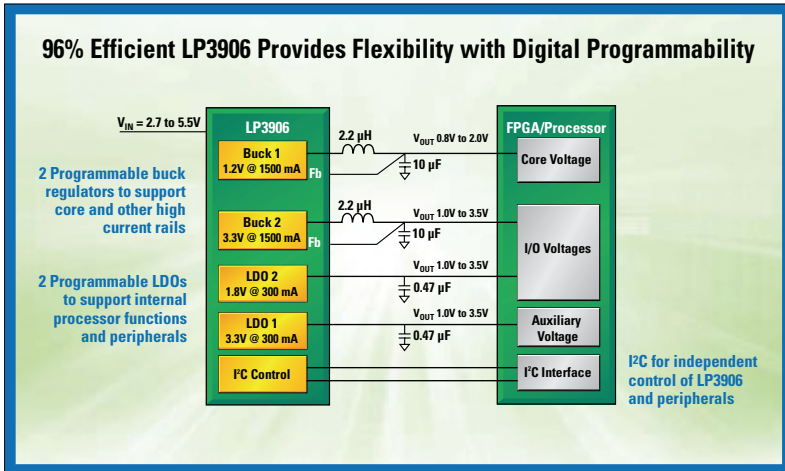 96% Efficient LP3906 Provides Flexibility with Digital Programmability
V_IN = 2.7 to 5.5V
LP3906
Buck 1
1.2V @ 1500 mA
Fb
2.2 µH
10 µF
V_OUT 0.8V to 2.0V
FPGA/Processor
Core Voltage
2 Programmable buck
regulators to support
core and other high
current rails
Buck 2
3.3V @ 1500 mA
Fb
2.2 µH
10 µF
V_OUT 1.0V to 3.5V
I/O Voltages
2 Programmable LDOs
to support internal
processor functions
and peripherals
LDO 2
1.8V @ 300 mA
V_OUT 1.0V to 3.5V
0.47 µF
LDO 1
3.3V @ 300 mA
V_OUT 1.0V to 3.5V
0.47 µF
Auxiliary
Voltage
I²C Control
I²C Interface
I²C for independent
control of LP3906
and peripherals